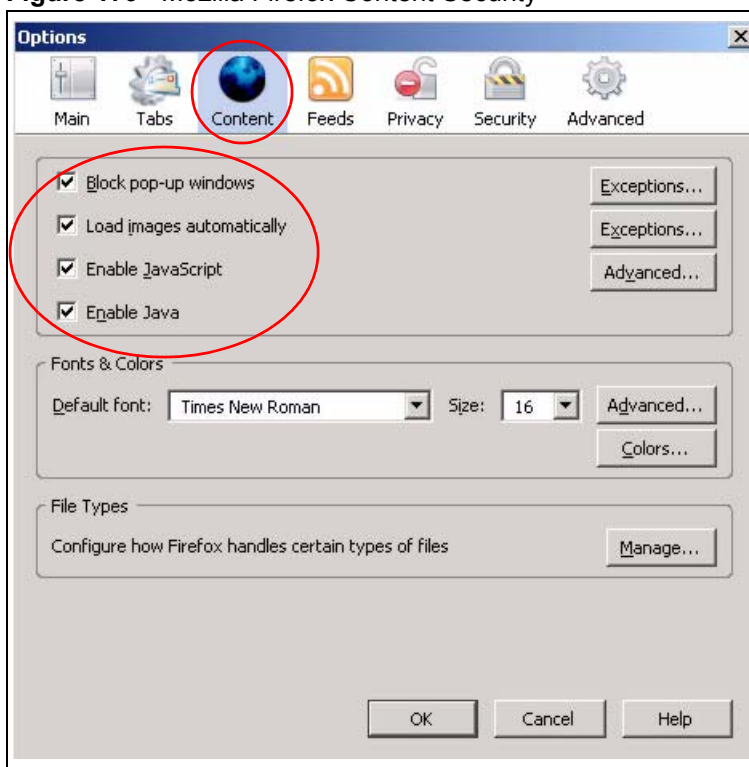 Options
Main Tabs Content Feeds Privacy Security Advanced
Block pop-up windows Exceptions...
Load images automatically Exceptions...
Enable JavaScript Advanced...
Enable Java
Fonts & Colors
Default font: Times New Roman Size: 16 Advanced...
Colors...
File Types
Configure how Firefox handles certain types of files Manage...
OK Cancel Help